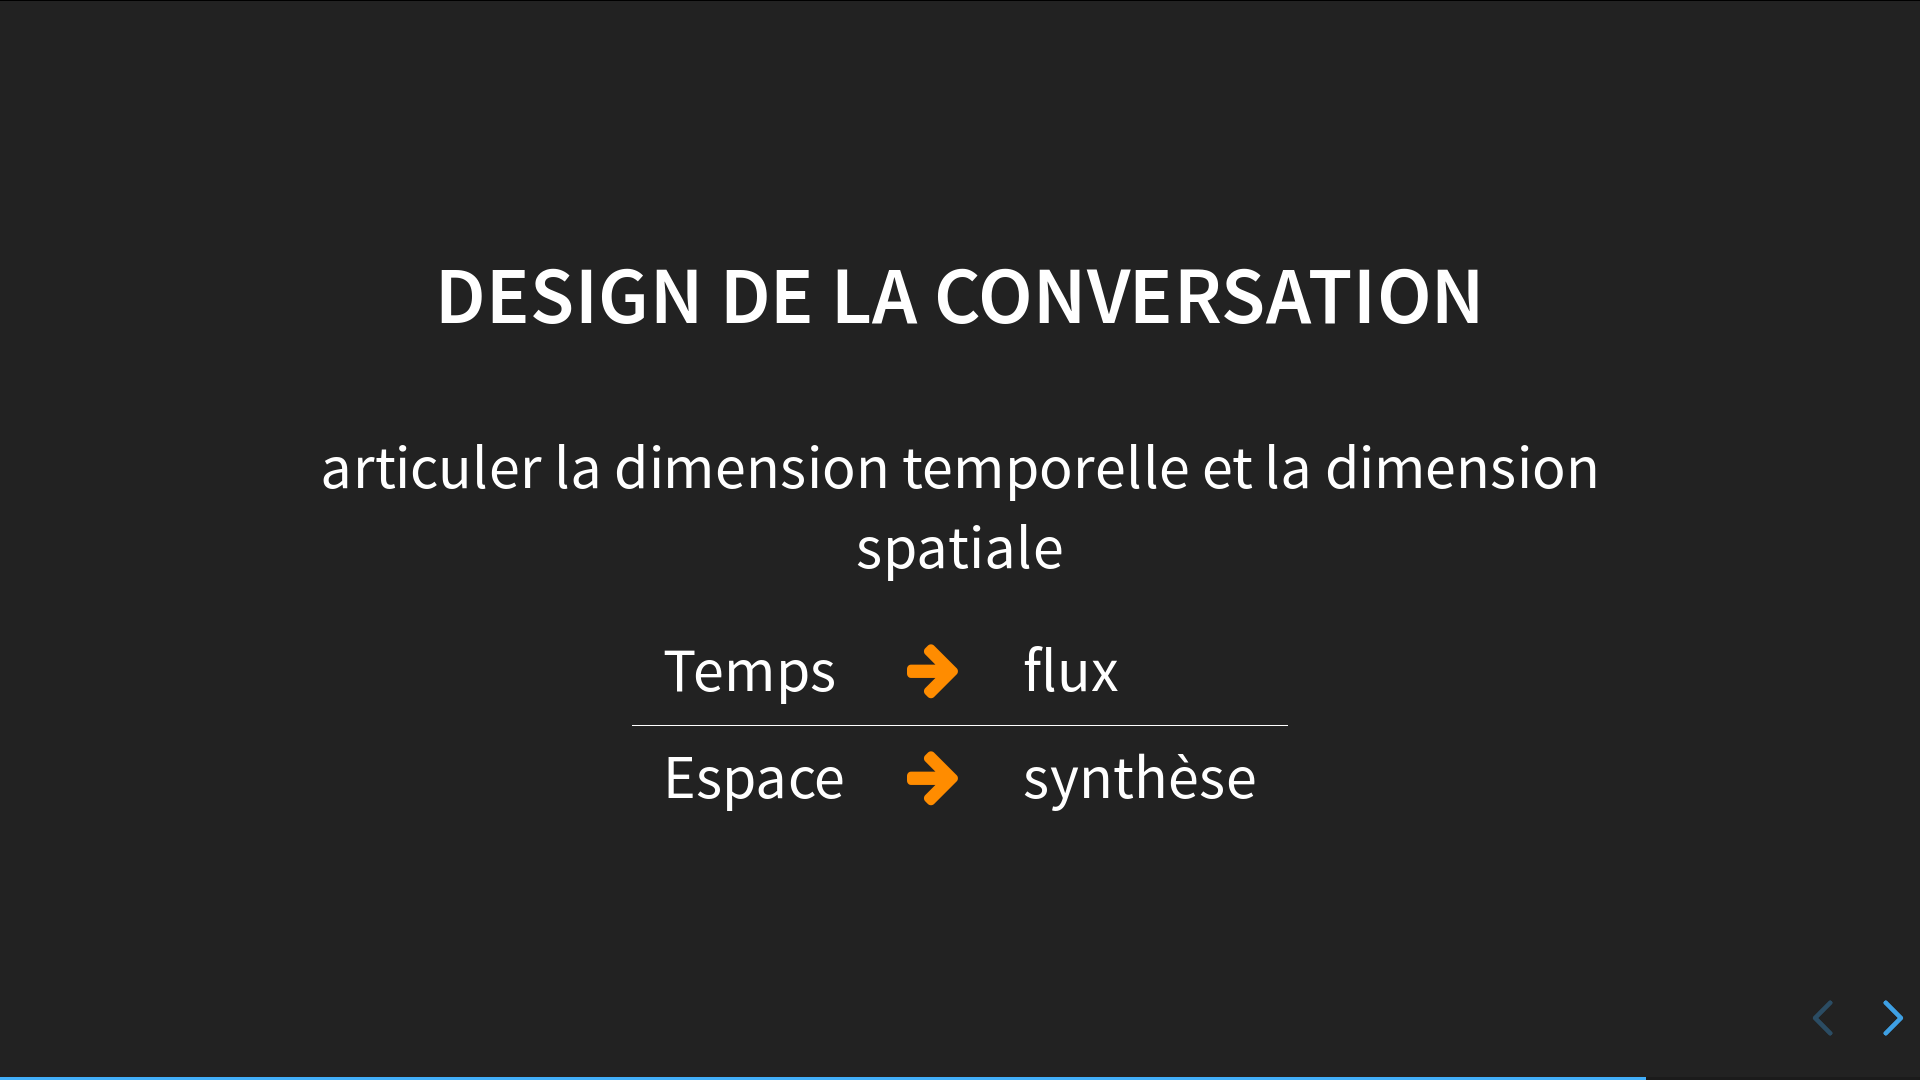 DESIGN DE LA CONVERSATION
articuler la dimension temporelle et la dimension
spatiale
Temps flux
Espace synthèse